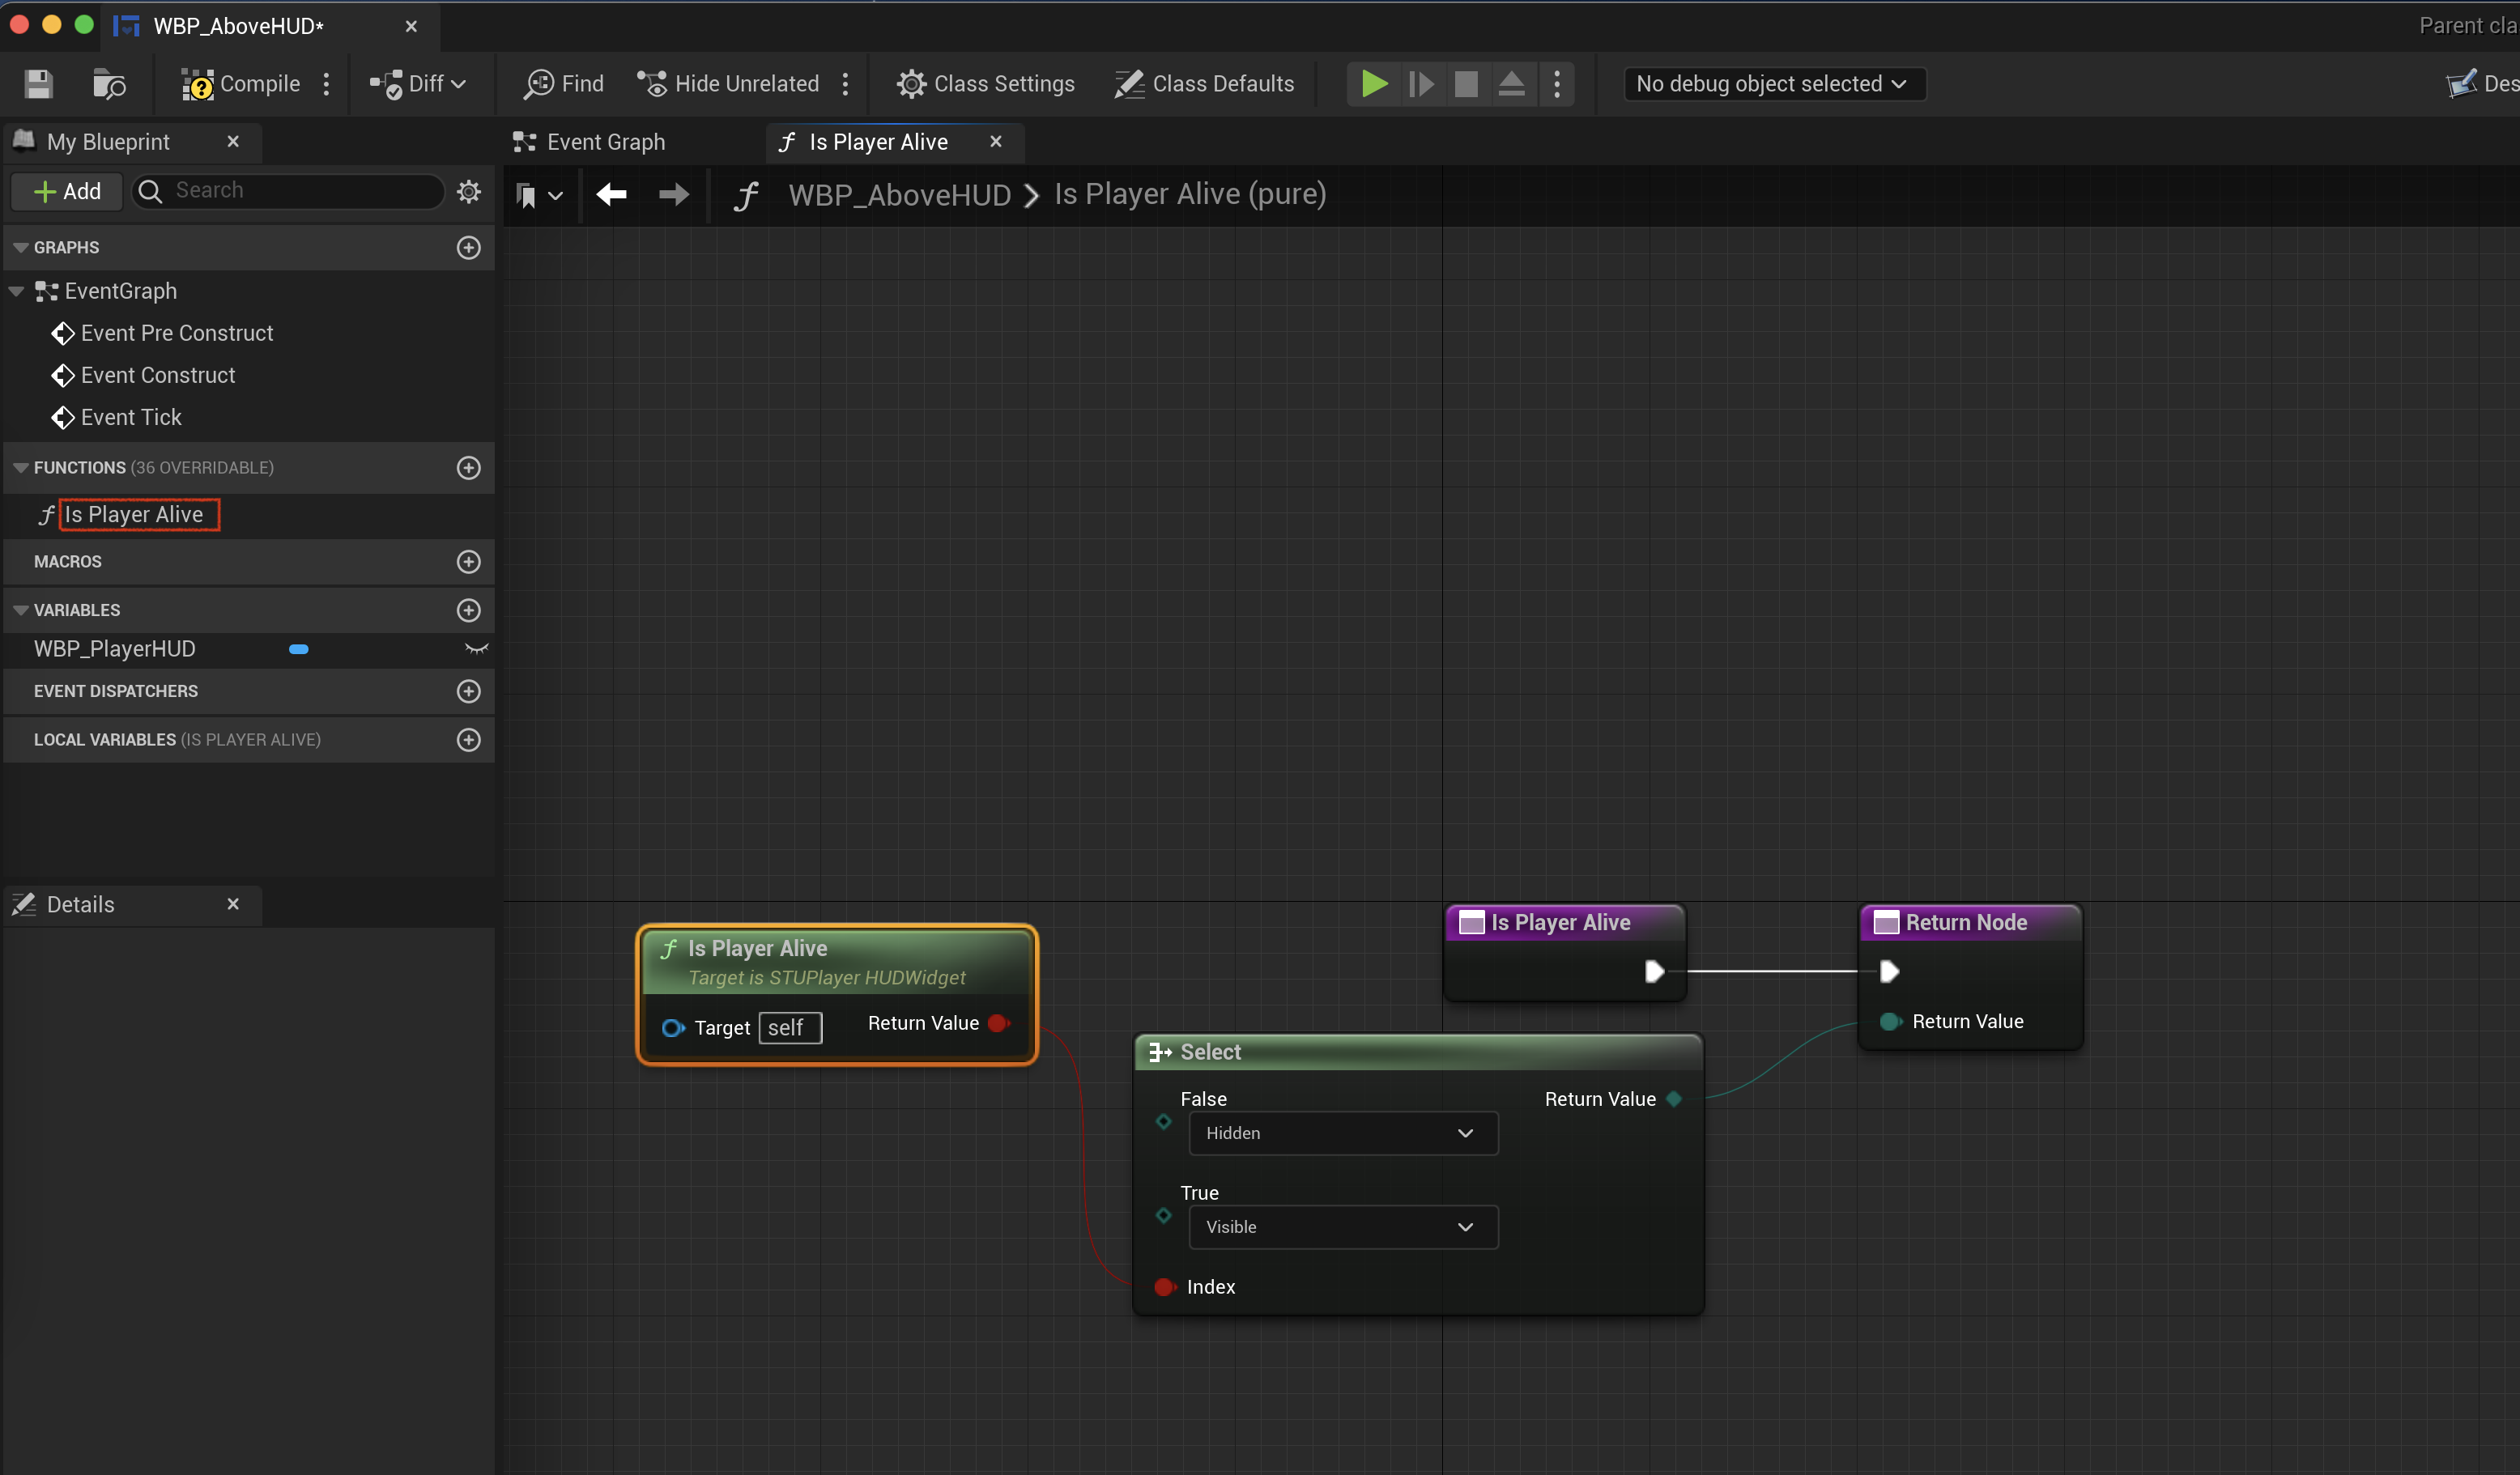 WBP_AboveHUD*
Parent cla
Compile
Diff
Find
Hide Unrelated
Class Settings
Class Defaults
No debug object selected
Des
My Blueprint
Add
Search
GRAPHS
EventGraph
Event Pre Construct
Event Construct
Event Tick
FUNCTIONS (36 OVERRIDABLE)
Is Player Alive
MACROS
VARIABLES
WBP_PlayerHUD
EVENT DISPATCHERS
LOCAL VARIABLES (IS PLAYER ALIVE)
Details
Event Graph
Is Player Alive
WBP_AboveHUD > Is Player Alive (pure)
Is Player Alive
Target is STUPlayer HUDWidget
Target self
Return Value
Is Player Alive
Return Node
Return Value
Select
False
Hidden
Return Value
True
Visible
Index